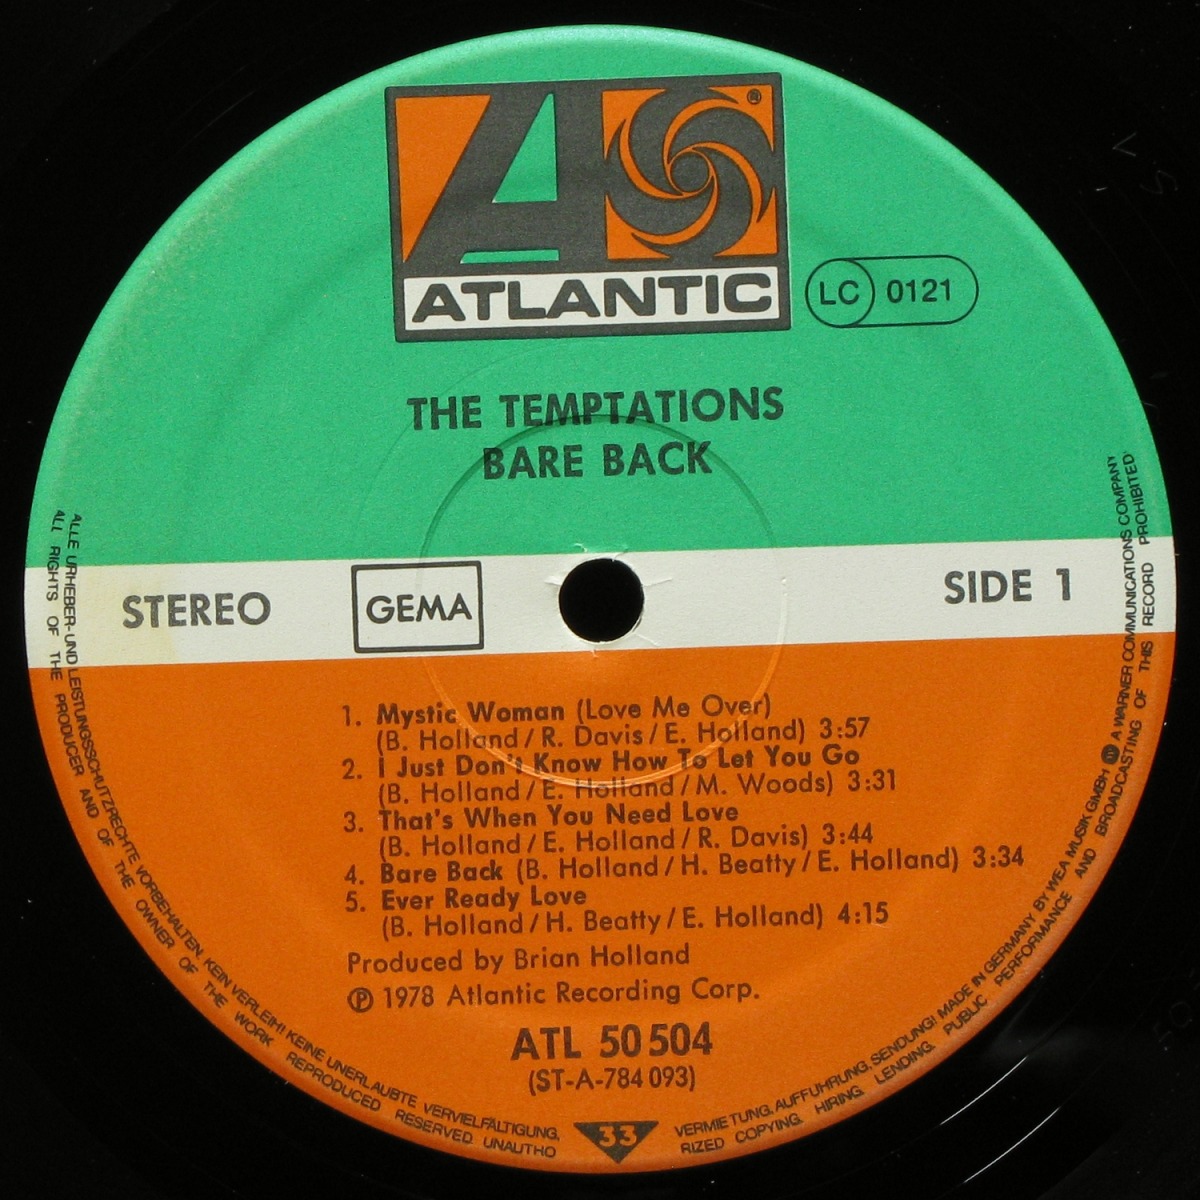 ATLANTIC
®
LC 0121
THE TEMPTATIONS
BARE BACK
STEREO
GEMA
SIDE 1
1. Mystic Woman (Love Me Over)
(B. Holland/R. Davis/E. Holland) 3:57
2. I Just Don't Know How To Let You Go
(B. Holland/E. Holland/M. Woods) 3:31
3. That's When You Need Love
(B. Holland/E. Holland/R. Davis) 3:44
4. Bare Back (B. Holland/H. Beatty/E. Holland) 3:34
5. Ever Ready Love
(B. Holland/H. Beatty/E. Holland) 4:15
Produced by Brian Holland
℗ 1978 Atlantic Recording Corp.
ATL 50 504
(ST-A-784 093)
33
ALLE URHEBER- UND LEISTUNGSSCHUTZRECHTE VORBEHALTEN. KEIN VERLEIH! KEINE UNERLAUBTE VERVIELFÄLTIGUNG, VERMIETUNG, AUFFÜHRUNG, SENDUNG! MADE IN GERMANY BY WEA MUSIK GMBH A WARNER COMMUNICATIONS COMPANY
ALL RIGHTS OF THE PRODUCER AND OF THE OWNER OF THE WORK REPRODUCED RESERVED. UNAUTHORIZED COPYING, HIRING, LENDING, PUBLIC PERFORMANCE AND BROADCASTING OF THIS RECORD PROHIBITED